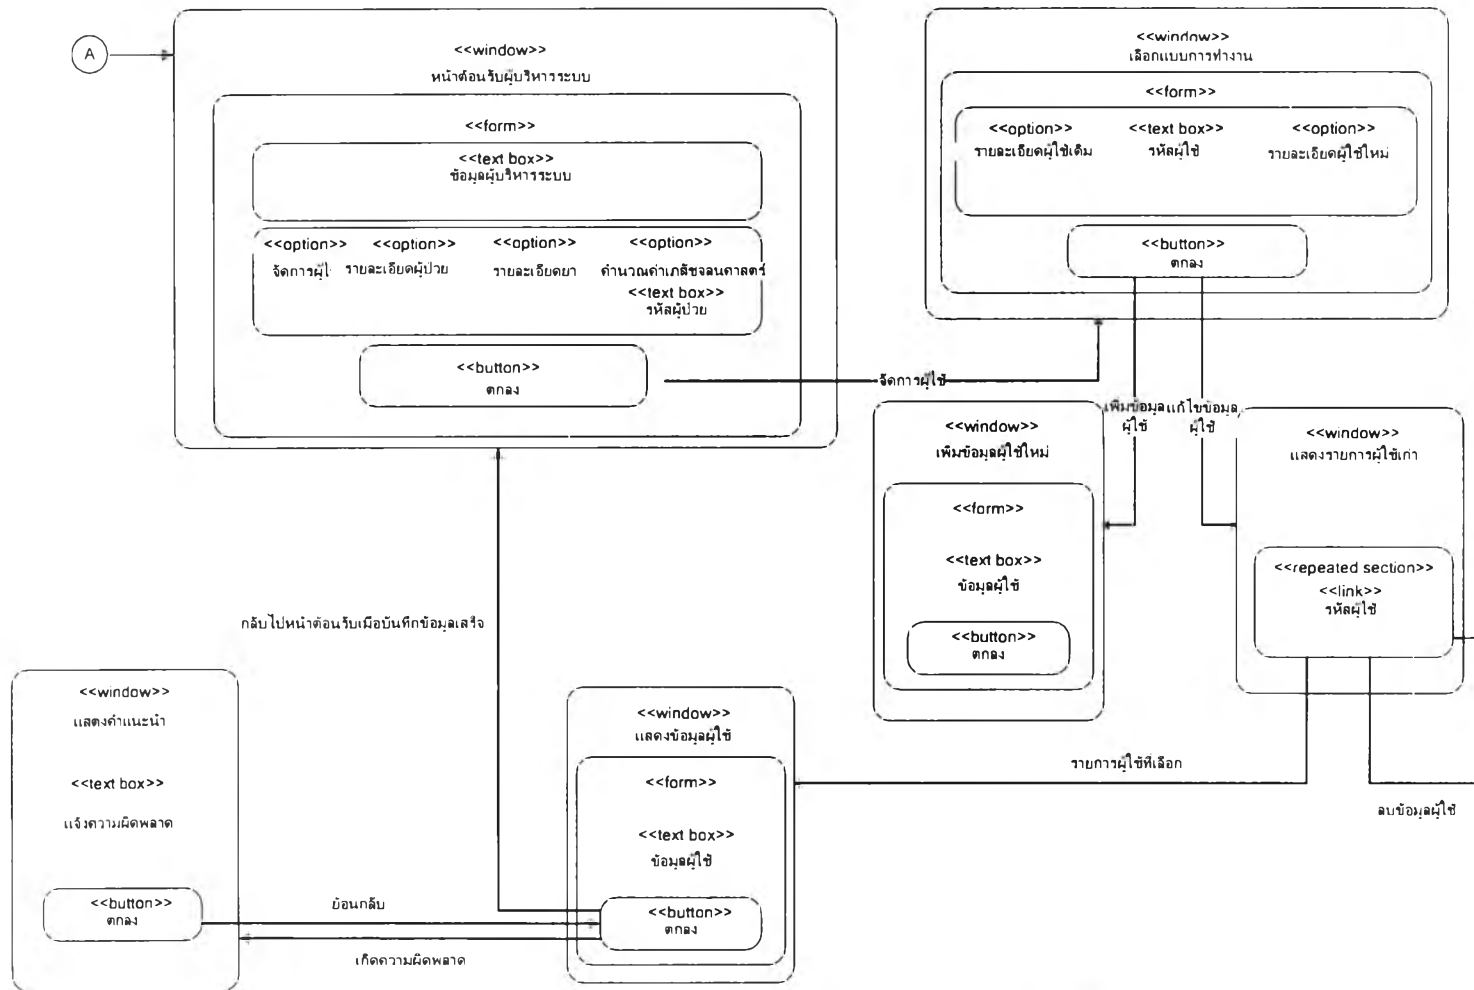 A
<<window>>
หน้าต้อนรับผู้บริหารระบบ
<<form>>
<<text box>>
ข้อมูลผู้บริหารระบบ
<<option>>
จัดการผู้ใ
<<option>>
รายละเอียดผู้ป่วย
<<option>>
รายละเอียดยา
<<option>>
คำนวณค่าเภสัชจลนศาสตร์
<<text box>>
รหัสผู้ป่วย
<<button>>
ตกลง
จัดการผู้ใช้
<<window>>
เลือกแบบการทำงาน
<<form>>
<<option>>
รายละเอียดผู้ใช้เดิม
<<text box>>
รหัสผู้ใช้
<<option>>
รายละเอียดผู้ใช้ใหม่
<<button>>
ตกลง
เพิ่มข้อมูล
ผู้ใช้
แก้ไขข้อมูล
ผู้ใช้
<<window>>
เพิ่มข้อมูลผู้ใช้ใหม่
<<form>>
<<text box>>
ข้อมูลผู้ใช้
<<button>>
ตกลง
<<window>>
แสดงรายการผู้ใช้เก่า
<<repeated section>>
<<link>>
รหัสผู้ใช้
กลับไปหน้าต้อนรับเมื่อบันทึกข้อมูลเสร็จ
<<window>>
แสดงคำแนะนำ
<<text box>>
แจ้งความผิดพลาด
<<button>>
ตกลง
ย้อนกลับ
เกิดความผิดพลาด
<<window>>
แสดงข้อมูลผู้ใช้
<<form>>
<<text box>>
ข้อมูลผู้ใช้
<<button>>
ตกลง
รายการผู้ใช้ที่เลือก
ลบข้อมูลผู้ใช้